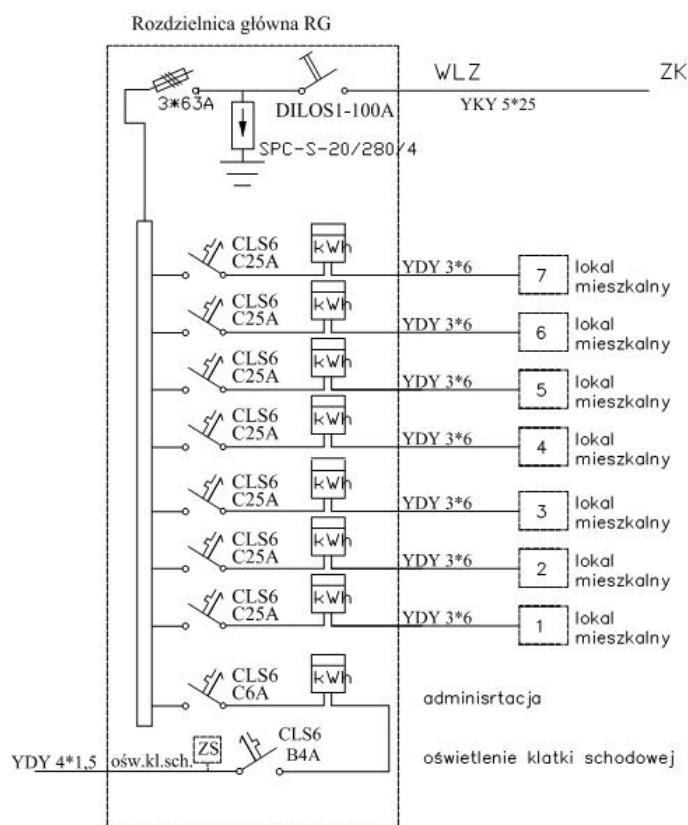 Rozdzielnica główna RG
WLZ
ZK
3*63A
DILOS1-100A
YKY 5*25
SPC-S-20/280/4
CLS6
C25A
kWh
YDY 3*6
7
lokal
mieszkalny
CLS6
C25A
kWh
YDY 3*6
6
lokal
mieszkalny
CLS6
C25A
kWh
YDY 3*6
5
lokal
mieszkalny
CLS6
C25A
kWh
YDY 3*6
4
lokal
mieszkalny
CLS6
C25A
kWh
YDY 3*6
3
lokal
mieszkalny
CLS6
C25A
kWh
YDY 3*6
2
lokal
mieszkalny
CLS6
C25A
kWh
YDY 3*6
1
lokal
mieszkalny
CLS6
C6A
kWh
adminisrtacja
YDY 4*1,5
ośw.kl.sch.
ZS
CLS6
B4A
oświetlenie klatki schodowej